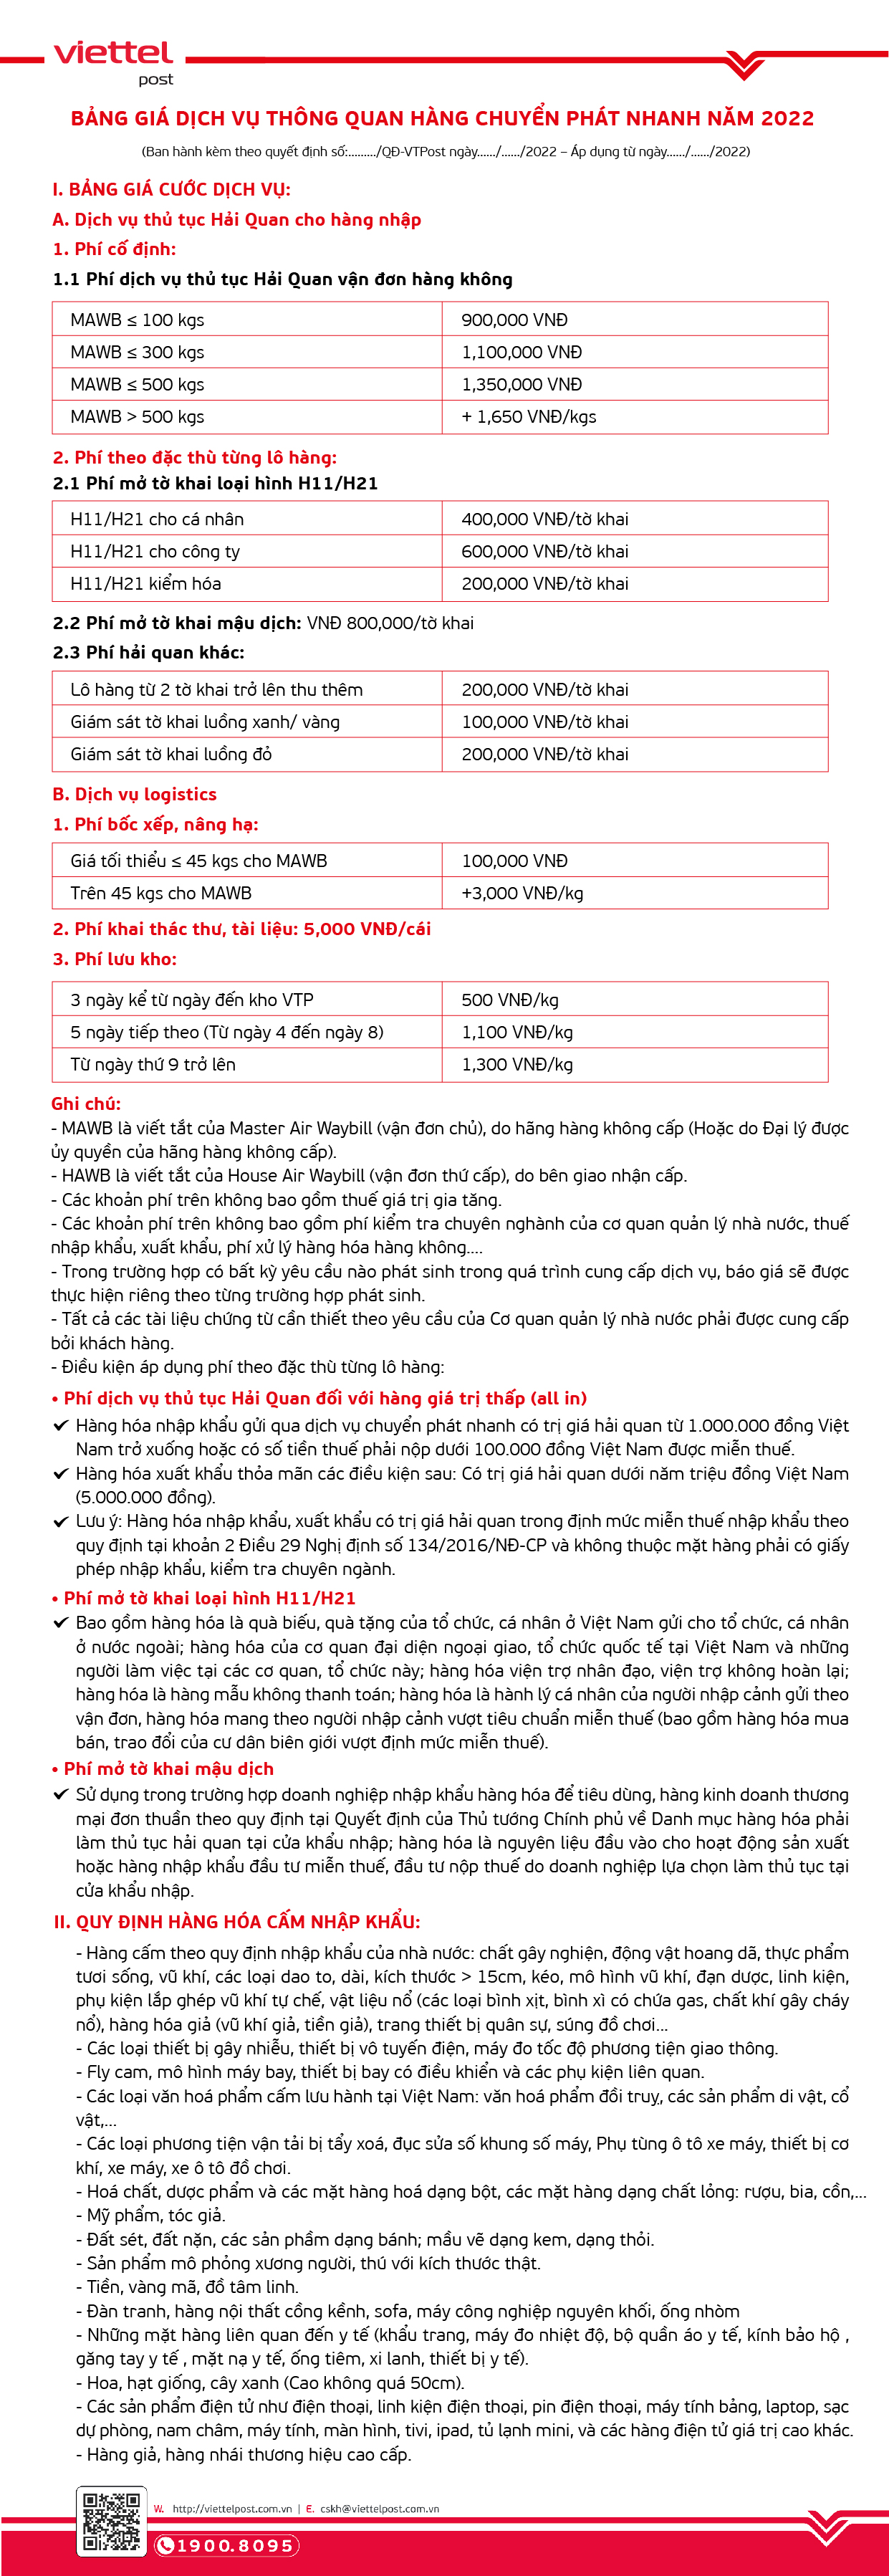 viettel
post
BẢNG GIÁ DỊCH VỤ THÔNG QUAN HÀNG CHUYỂN PHÁT NHANH NĂM 2022
(Ban hành kèm theo quyết định số:........./QĐ-VTPost ngày....../....../2022 – Áp dụng từ ngày....../....../2022)
I. BẢNG GIÁ CƯỚC DỊCH VỤ:
A. Dịch vụ thủ tục Hải Quan cho hàng nhập
1. Phí cố định:
1.1 Phí dịch vụ thủ tục Hải Quan vận đơn hàng không
MAWB ≤ 100 kgs 900,000 VNĐ
MAWB ≤ 300 kgs 1,100,000 VNĐ
MAWB ≤ 500 kgs 1,350,000 VNĐ
MAWB > 500 kgs + 1,650 VNĐ/kgs
2. Phí theo đặc thù từng lô hàng:
2.1 Phí mở tờ khai loại hình H11/H21
H11/H21 cho cá nhân 400,000 VNĐ/tờ khai
H11/H21 cho công ty 600,000 VNĐ/tờ khai
H11/H21 kiểm hóa 200,000 VNĐ/tờ khai
2.2 Phí mở tờ khai mậu dịch: VNĐ 800,000/tờ khai
2.3 Phí hải quan khác:
Lô hàng từ 2 tờ khai trở lên thu thêm 200,000 VNĐ/tờ khai
Giám sát tờ khai luồng xanh/ vàng 100,000 VNĐ/tờ khai
Giám sát tờ khai luồng đỏ 200,000 VNĐ/tờ khai
B. Dịch vụ logistics
1. Phí bốc xếp, nâng hạ:
Giá tối thiểu ≤ 45 kgs cho MAWB 100,000 VNĐ
Trên 45 kgs cho MAWB +3,000 VNĐ/kg
2. Phí khai thác thư, tài liệu: 5,000 VNĐ/cái
3. Phí lưu kho:
3 ngày kể từ ngày đến kho VTP 500 VNĐ/kg
5 ngày tiếp theo (Từ ngày 4 đến ngày 8) 1,100 VNĐ/kg
Từ ngày thứ 9 trở lên 1,300 VNĐ/kg
Ghi chú:
- MAWB là viết tắt của Master Air Waybill (vận đơn chủ), do hãng hàng không cấp (Hoặc do Đại lý được
ủy quyền của hãng hàng không cấp).
- HAWB là viết tắt của House Air Waybill (vận đơn thứ cấp), do bên giao nhận cấp.
- Các khoản phí trên không bao gồm thuế giá trị gia tăng.
- Các khoản phí trên không bao gồm phí kiểm tra chuyên nghành của cơ quan quản lý nhà nước, thuế
nhập khẩu, xuất khẩu, phí xử lý hàng hóa hàng không....
- Trong trường hợp có bất kỳ yêu cầu nào phát sinh trong quá trình cung cấp dịch vụ, báo giá sẽ được
thực hiện riêng theo từng trường hợp phát sinh.
- Tất cả các tài liệu chứng từ cần thiết theo yêu cầu của Cơ quan quản lý nhà nước phải được cung cấp
bởi khách hàng.
- Điều kiện áp dụng phí theo đặc thù từng lô hàng:
• Phí dịch vụ thủ tục Hải Quan đối với hàng giá trị thấp (all in)
✓ Hàng hóa nhập khẩu gửi qua dịch vụ chuyển phát nhanh có trị giá hải quan từ 1.000.000 đồng Việt
Nam trở xuống hoặc có số tiền thuế phải nộp dưới 100.000 đồng Việt Nam được miễn thuế.
✓ Hàng hóa xuất khẩu thỏa mãn các điều kiện sau: Có trị giá hải quan dưới năm triệu đồng Việt Nam
(5.000.000 đồng).
✓ Lưu ý: Hàng hóa nhập khẩu, xuất khẩu có trị giá hải quan trong định mức miễn thuế nhập khẩu theo
quy định tại khoản 2 Điều 29 Nghị định số 134/2016/NĐ-CP và không thuộc mặt hàng phải có giấy
phép nhập khẩu, kiểm tra chuyên ngành.
• Phí mở tờ khai loại hình H11/H21
✓ Bao gồm hàng hóa là quà biếu, quà tặng của tổ chức, cá nhân ở Việt Nam gửi cho tổ chức, cá nhân
ở nước ngoài; hàng hóa của cơ quan đại diện ngoại giao, tổ chức quốc tế tại Việt Nam và những
người làm việc tại các cơ quan, tổ chức này; hàng hóa viện trợ nhân đạo, viện trợ không hoàn lại;
hàng hóa là hàng mẫu không thanh toán; hàng hóa là hành lý cá nhân của người nhập cảnh gửi theo
vận đơn, hàng hóa mang theo người nhập cảnh vượt tiêu chuẩn miễn thuế (bao gồm hàng hóa mua
bán, trao đổi của cư dân biên giới vượt định mức miễn thuế).
• Phí mở tờ khai mậu dịch
✓ Sử dụng trong trường hợp doanh nghiệp nhập khẩu hàng hóa để tiêu dùng, hàng kinh doanh thương
mại đơn thuần theo quy định tại Quyết định của Thủ tướng Chính phủ về Danh mục hàng hóa phải
làm thủ tục hải quan tại cửa khẩu nhập; hàng hóa là nguyên liệu đầu vào cho hoạt động sản xuất
hoặc hàng nhập khẩu đầu tư miễn thuế, đầu tư nộp thuế do doanh nghiệp lựa chọn làm thủ tục tại
cửa khẩu nhập.
II. QUY ĐỊNH HÀNG HÓA CẤM NHẬP KHẨU:
- Hàng cấm theo quy định nhập khẩu của nhà nước: chất gây nghiện, động vật hoang dã, thực phẩm
tươi sống, vũ khí, các loại dao to, dài, kích thước > 15cm, kéo, mô hình vũ khí, đạn dược, linh kiện,
phụ kiện lắp ghép vũ khí tự chế, vật liệu nổ (các loại bình xịt, bình xì có chứa gas, chất khí gây cháy
nổ), hàng hóa giả (vũ khí giả, tiền giả), trang thiết bị quân sự, súng đồ chơi...
- Các loại thiết bị gây nhiễu, thiết bị vô tuyến điện, máy đo tốc độ phương tiện giao thông.
- Fly cam, mô hình máy bay, thiết bị bay có điều khiển và các phụ kiện liên quan.
- Các loại văn hoá phẩm cấm lưu hành tại Việt Nam: văn hoá phẩm đồi truỵ, các sản phẩm di vật, cổ
vật,...
- Các loại phương tiện vận tải bị tẩy xoá, đục sửa số khung số máy, Phụ tùng ô tô xe máy, thiết bị cơ
khí, xe máy, xe ô tô đồ chơi.
- Hoá chất, dược phẩm và các mặt hàng hoá dạng bột, các mặt hàng dạng chất lỏng: rượu, bia, cồn,...
- Mỹ phẩm, tóc giả.
- Đất sét, đất nặn, các sản phầm dạng bánh; mầu vẽ dạng kem, dạng thỏi.
- Sản phẩm mô phỏng xương người, thú với kích thước thật.
- Tiền, vàng mã, đồ tâm linh.
- Đàn tranh, hàng nội thất cồng kềnh, sofa, máy công nghiệp nguyên khối, ống nhòm
- Những mặt hàng liên quan đến y tế (khẩu trang, máy đo nhiệt độ, bộ quần áo y tế, kính bảo hộ ,
găng tay y tế , mặt nạ y tế, ống tiêm, xi lanh, thiết bị y tế).
- Hoa, hạt giống, cây xanh (Cao không quá 50cm).
- Các sản phẩm điện tử như điện thoại, linh kiện điện thoại, pin điện thoại, máy tính bảng, laptop, sạc
dự phòng, nam châm, máy tính, màn hình, tivi, ipad, tủ lạnh mini, và các hàng điện tử giá trị cao khác.
- Hàng giả, hàng nhái thương hiệu cao cấp.
W. http://viettelpost.com.vn | E. cskh@viettelpost.com.vn
1900.8095